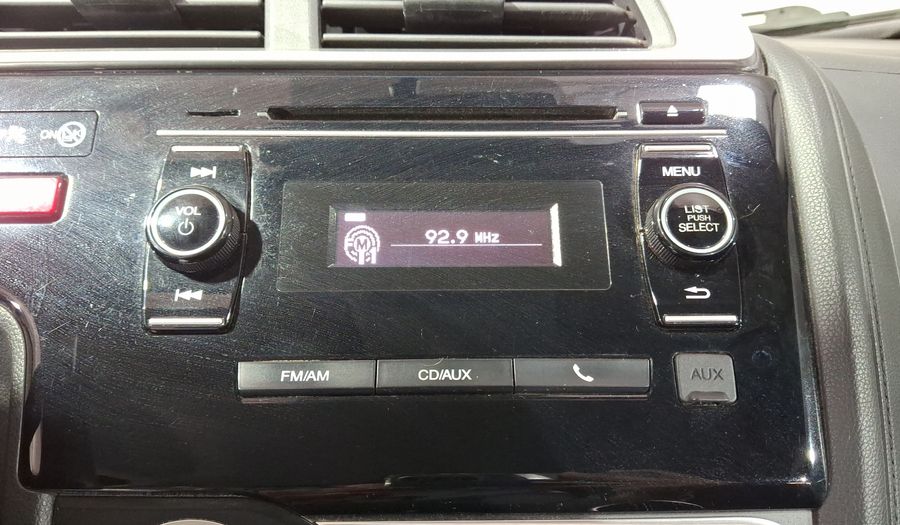 VOL
92.9 MHz
MENU
LIST
PUSH
SELECT
FM/AM
CD/AUX
AUX